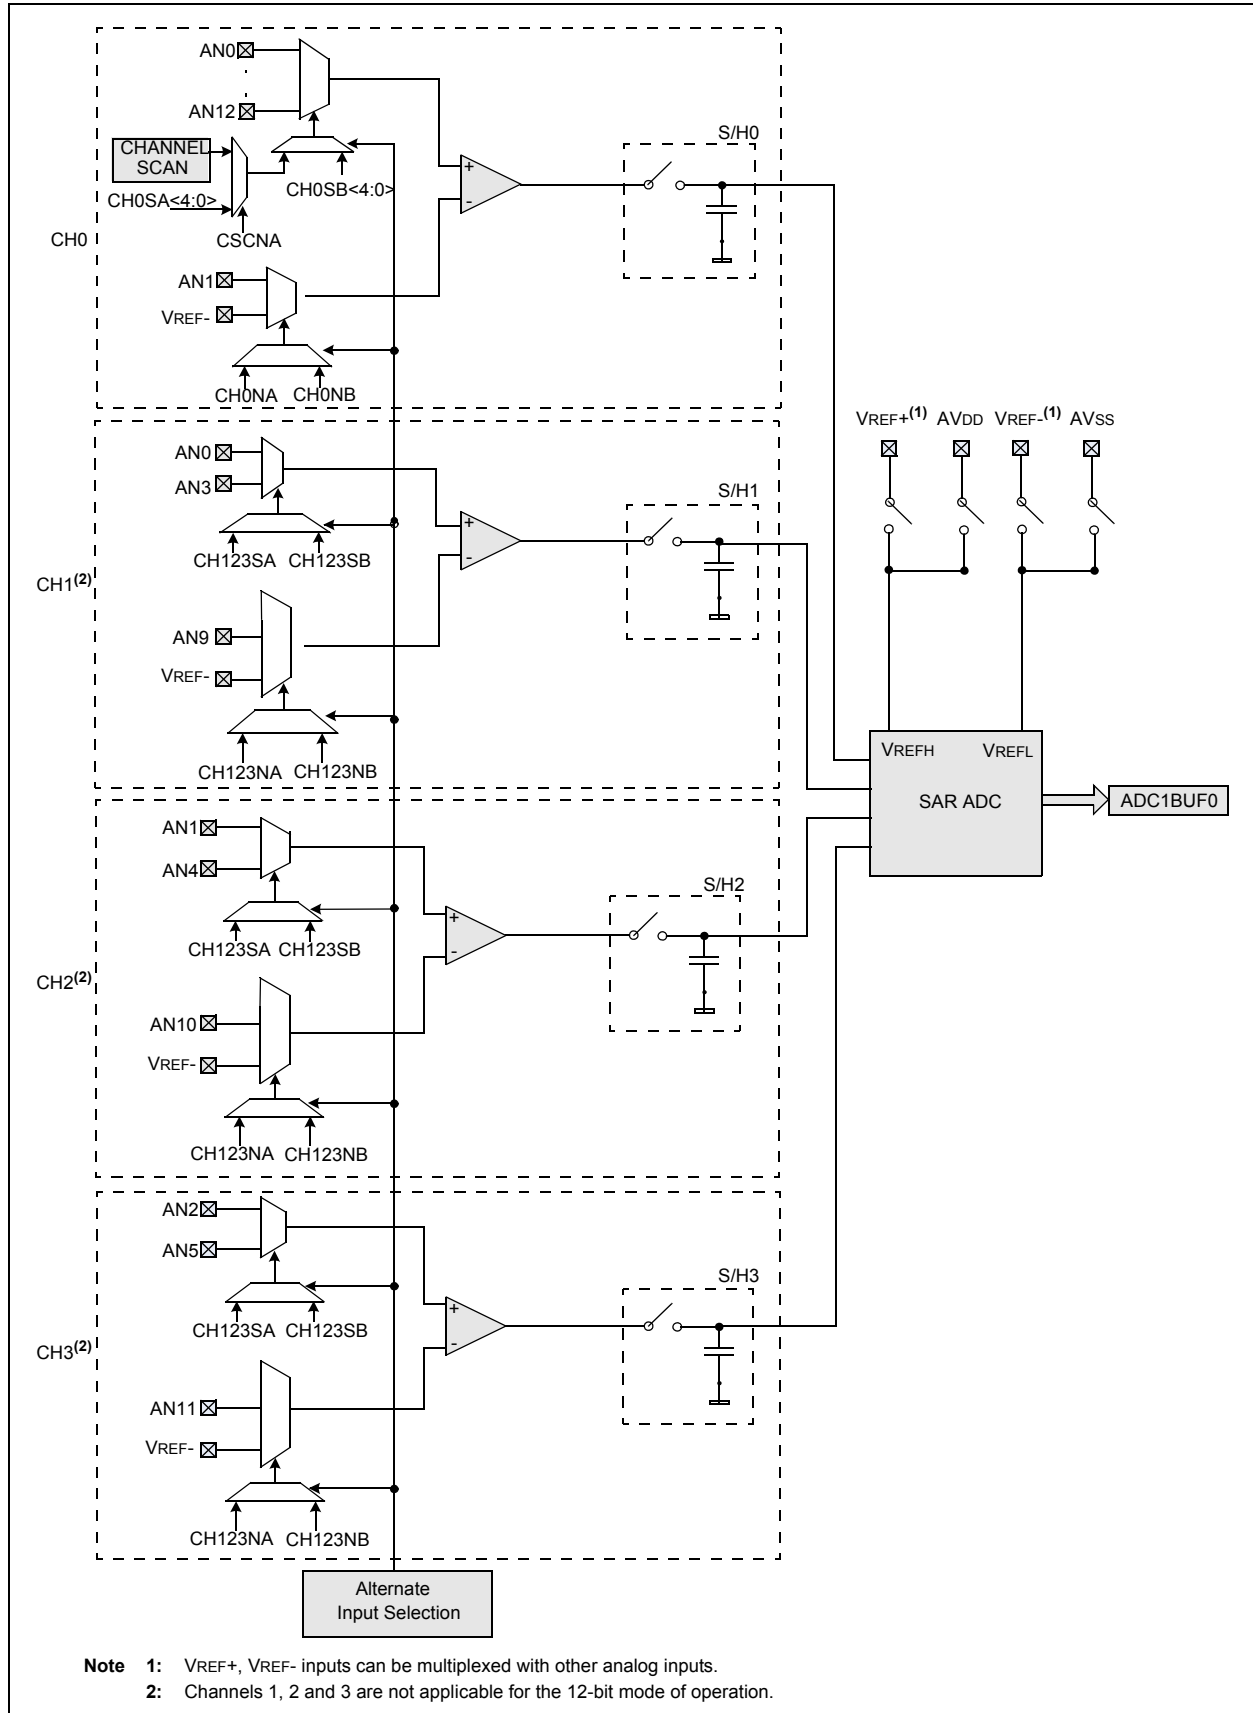 AN0
AN12
CHANNEL
SCAN
CH0SA<4:0>
CH0SB<4:0>
CSCNA
CH0
AN1
VREF-
CH0NA
CH0NB
+
-
S/H0
AN0
AN3
CH123SA
CH123SB
CH1(2)
AN9
VREF-
CH123NA
CH123NB
+
-
S/H1
VREF+(1)
AVDD
VREF-(1)
AVSS
VREFH
VREFL
SAR ADC
ADC1BUF0
AN1
AN4
CH123SA
CH123SB
CH2(2)
AN10
VREF-
CH123NA
CH123NB
+
-
S/H2
AN2
AN5
CH123SA
CH123SB
CH3(2)
AN11
VREF-
CH123NA
CH123NB
+
-
S/H3
Alternate
Input Selection
Note 1: VREF+, VREF- inputs can be multiplexed with other analog inputs.
2: Channels 1, 2 and 3 are not applicable for the 12-bit mode of operation.